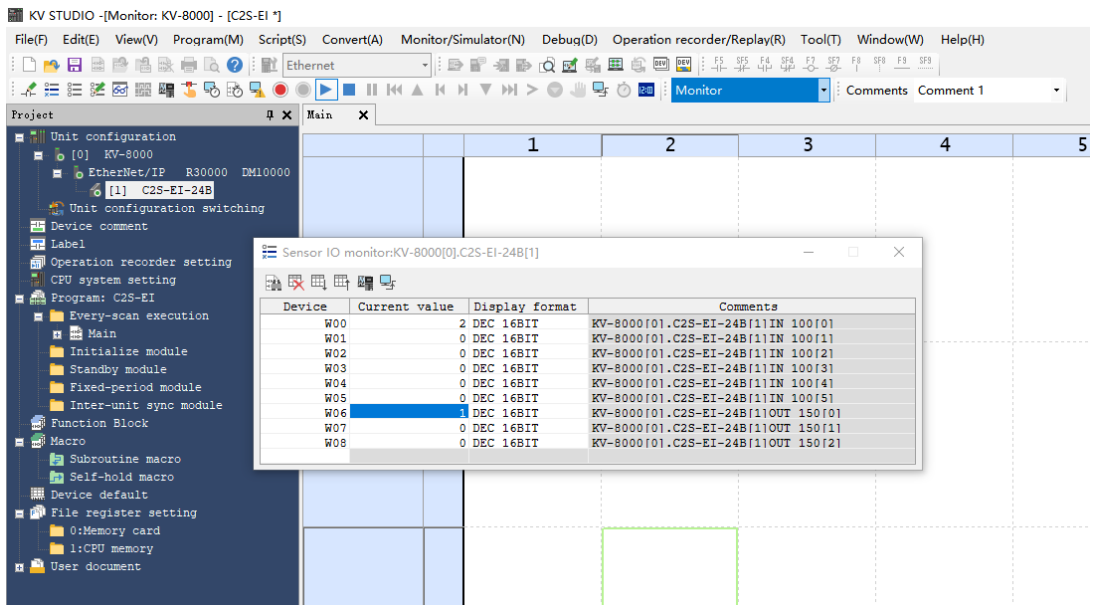 KV STUDIO -[Monitor: KV-8000] - [C2S-EI *]
File(F) Edit(E) View(V) Program(M) Script(S) Convert(A) Monitor/Simulator(N) Debug(D) Operation recorder/Replay(R) Tool(T) Window(W) Help(H)
Ethernet
F5 SF5 F4 SF4 F7 SF7 F8 SF8 F9 SF9
Monitor Comments Comment 1
Project Main
Unit configuration
[0] KV-8000
EtherNet/IP R30000 DM10000
[1] C2S-EI-24B
Unit configuration switching
Device comment
Label
Operation recorder setting
CPU system setting
Program: C2S-EI
Every-scan execution
Main
Initialize module
Standby module
Fixed-period module
Inter-unit sync module
Function Block
Macro
Subroutine macro
Self-hold macro
Device default
File register setting
0:Memory card
1:CPU memory
User document
1 2 3 4 5
Sensor IO monitor:KV-8000[0].C2S-EI-24B[1]
Device Current value Display format Comments
W00 2 DEC 16BIT KV-8000[0].C2S-EI-24B[1]IN 100[0]
W01 0 DEC 16BIT KV-8000[0].C2S-EI-24B[1]IN 100[1]
W02 0 DEC 16BIT KV-8000[0].C2S-EI-24B[1]IN 100[2]
W03 0 DEC 16BIT KV-8000[0].C2S-EI-24B[1]IN 100[3]
W04 0 DEC 16BIT KV-8000[0].C2S-EI-24B[1]IN 100[4]
W05 0 DEC 16BIT KV-8000[0].C2S-EI-24B[1]IN 100[5]
W06 1 DEC 16BIT KV-8000[0].C2S-EI-24B[1]OUT 150[0]
W07 0 DEC 16BIT KV-8000[0].C2S-EI-24B[1]OUT 150[1]
W08 0 DEC 16BIT KV-8000[0].C2S-EI-24B[1]OUT 150[2]